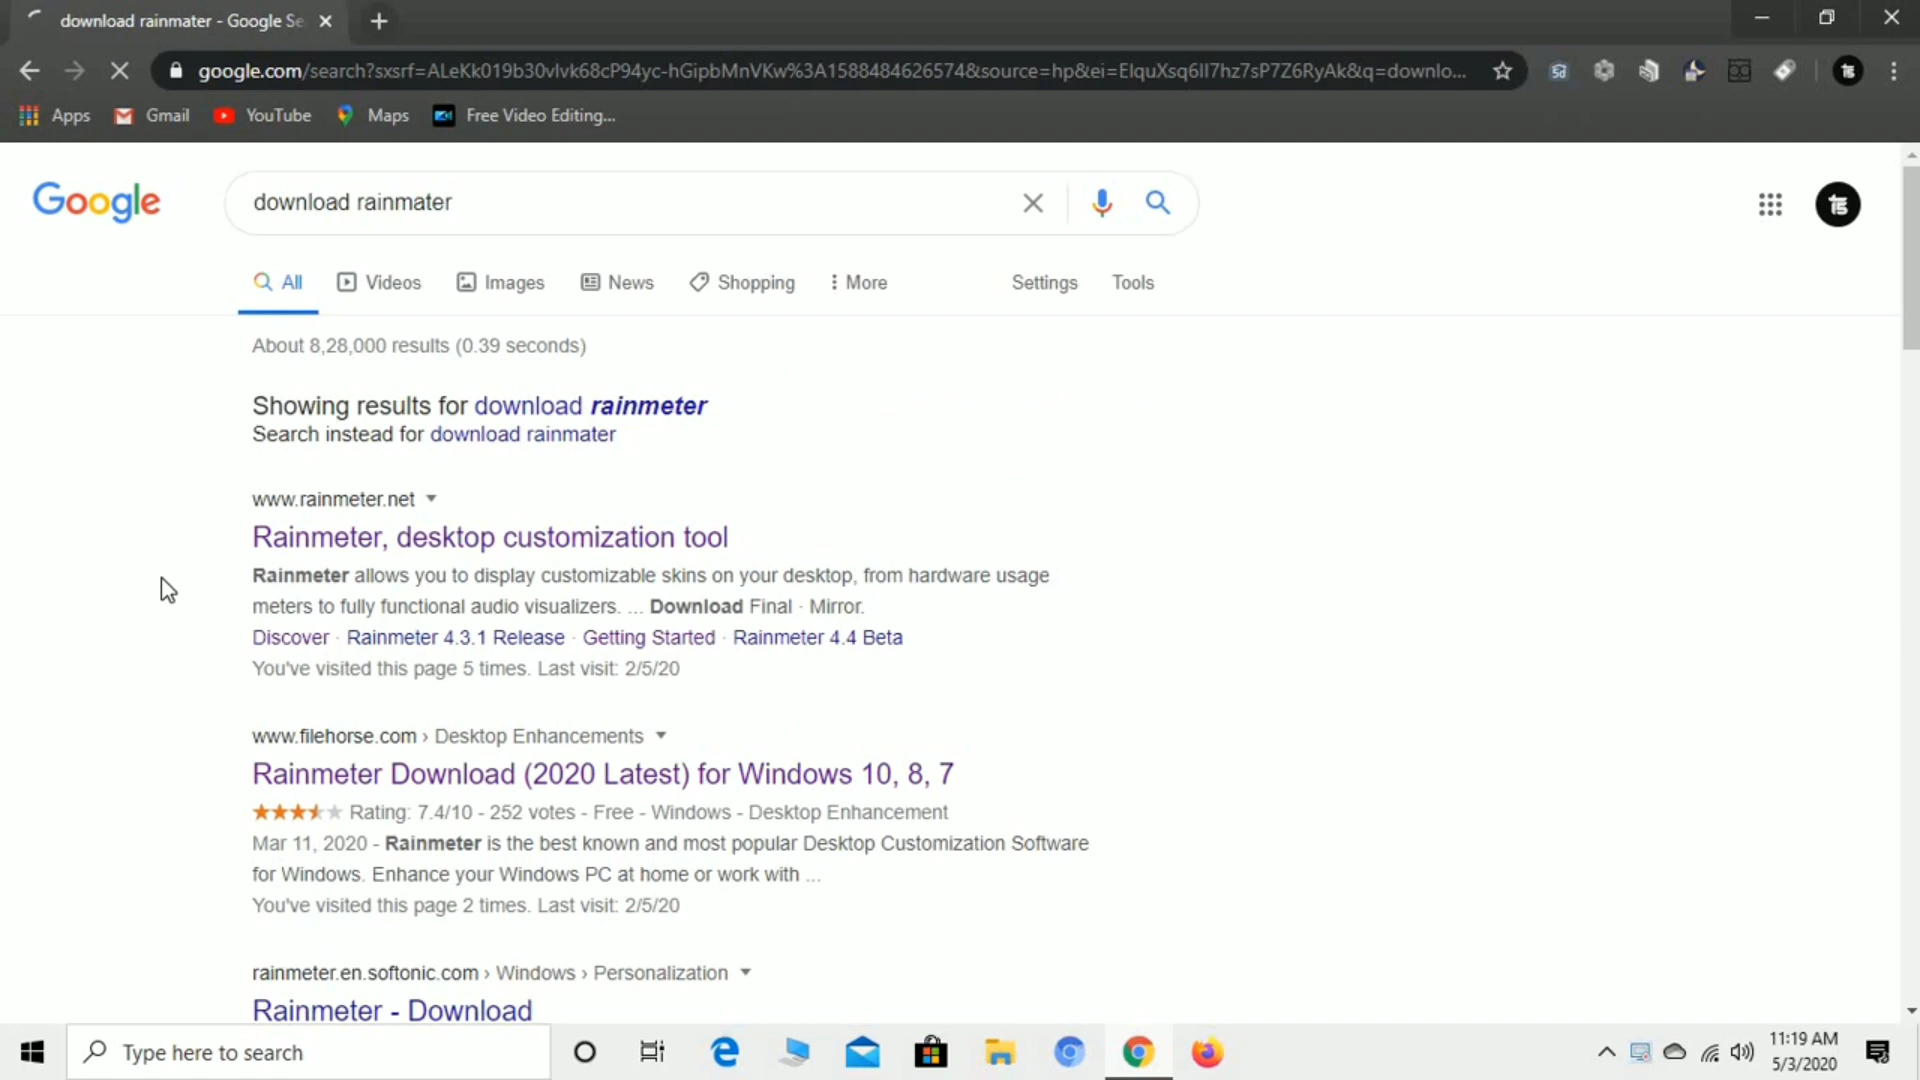 download rainmater - Google Se
google.com/search?sxsrf=ALeKk019b30vlvk68cP94yc-hGipbMnVKw%3A1588484626574&source=hp&ei=ElquXsq6Il7hz7sP7Z6RyAk&q=downlo...
Apps Gmail YouTube Maps Free Video Editing...
Google download rainmater
All Videos Images News Shopping More Settings Tools
About 8,28,000 results (0.39 seconds)
Showing results for download rainmeter
Search instead for download rainmater
www.rainmeter.net
Rainmeter, desktop customization tool
Rainmeter allows you to display customizable skins on your desktop, from hardware usage
meters to fully functional audio visualizers. ... Download Final · Mirror.
Discover · Rainmeter 4.3.1 Release · Getting Started · Rainmeter 4.4 Beta
You've visited this page 5 times. Last visit: 2/5/20
www.filehorse.com › Desktop Enhancements
Rainmeter Download (2020 Latest) for Windows 10, 8, 7
Rating: 7.4/10 - 252 votes - Free - Windows - Desktop Enhancement
Mar 11, 2020 - Rainmeter is the best known and most popular Desktop Customization Software
for Windows. Enhance your Windows PC at home or work with ...
You've visited this page 2 times. Last visit: 2/5/20
rainmeter.en.softonic.com › Windows › Personalization
Rainmeter - Download
Type here to search
11:19 AM
5/3/2020